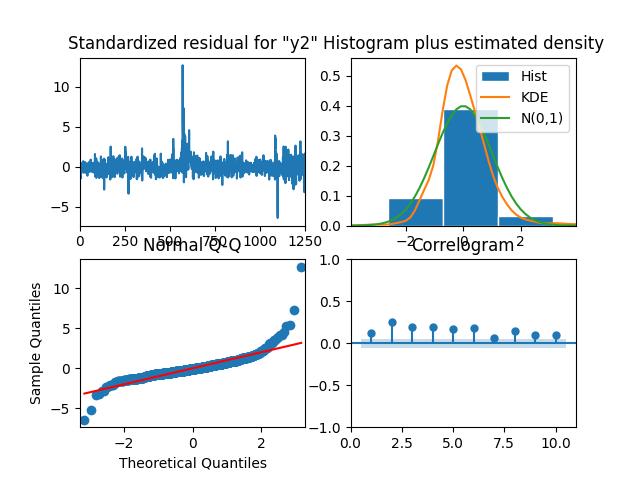 Standardized residual for "y2"
Histogram plus estimated density
10
5
0
−5
0 250 500 750 1000 1250
0.5
0.4
0.3
0.2
0.1
0.0
−2 0 2
Hist
KDE
N(0,1)
Normal Q-Q
Correlogram
Sample Quantiles
10
5
0
−5
−2 0 2
Theoretical Quantiles
1.0
0.5
0.0
−0.5
−1.0
0.0 2.5 5.0 7.5 10.0